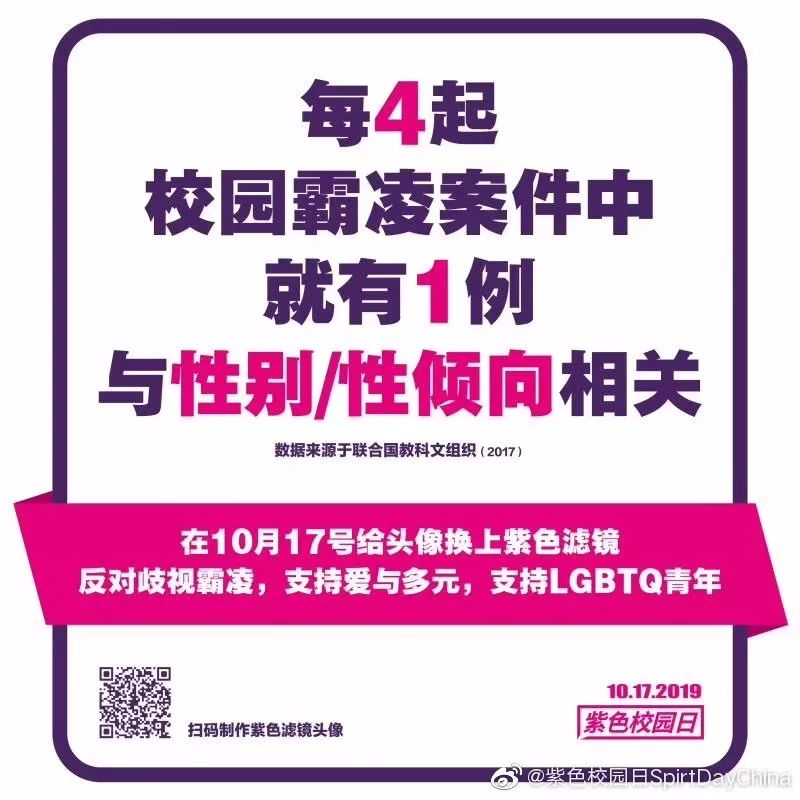 每4起
校园霸凌案件中
就有1例
与性别/性倾向相关
数据来源于联合国教科文组织（2017）
在10月17号给头像换上紫色滤镜
反对歧视霸凌，支持爱与多元，支持LGBTQ青年
扫码制作紫色滤镜头像
10.17.2019
紫色校园日
@紫色校园日SpirtDayChina